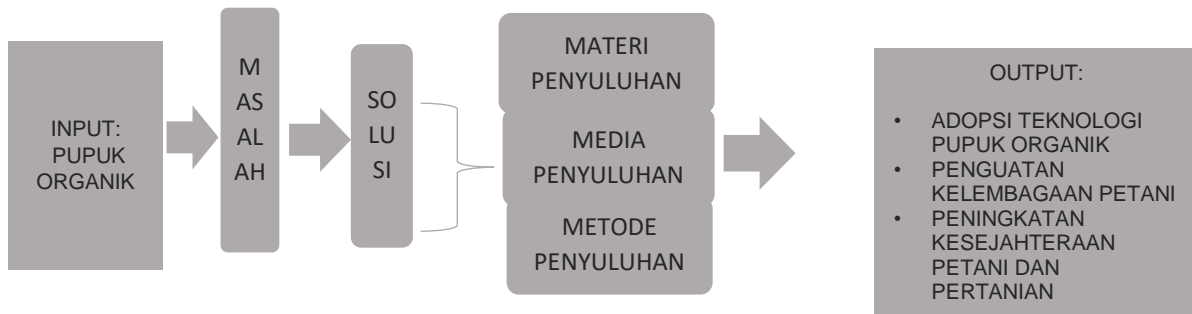 INPUT:
PUPUK
ORGANIK
M
AS
AL
AH
SO
LU
SI
MATERI
PENYULUHAN
MEDIA
PENYULUHAN
METODE
PENYULUHAN
OUTPUT:
• ADOPSI TEKNOLOGI
PUPUK ORGANIK
• PENGUATAN
KELEMBAGAAN PETANI
• PENINGKATAN
KESEJAHTERAAN
PETANI DAN
PERTANIAN